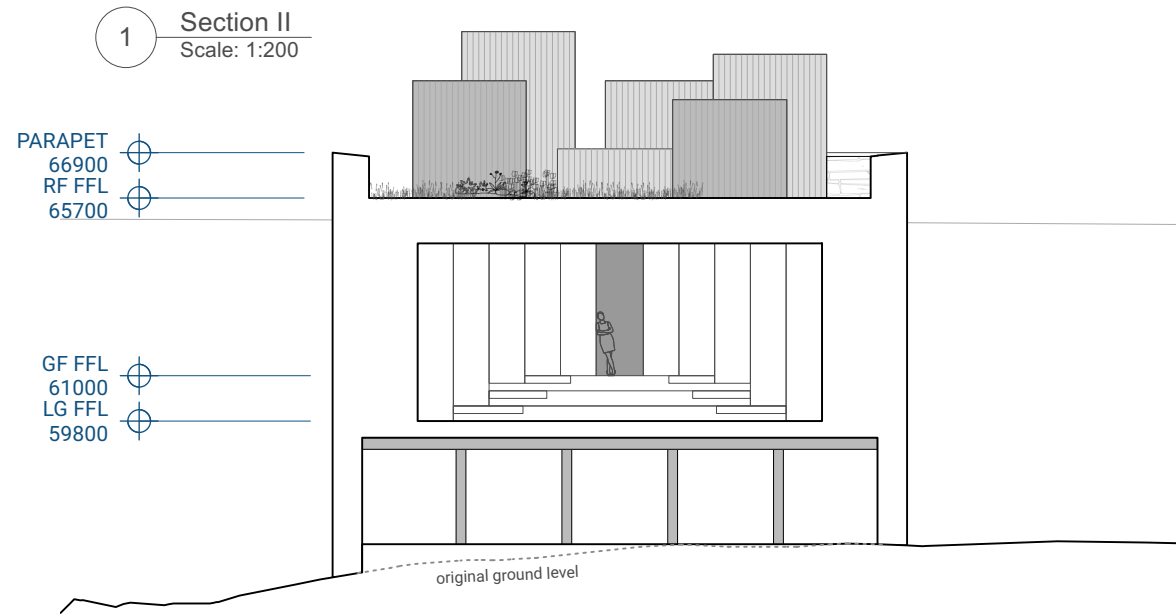 1
Section II
Scale: 1:200
PARAPET
66900
RF FFL
65700
GF FFL
61000
LG FFL
59800
original ground level